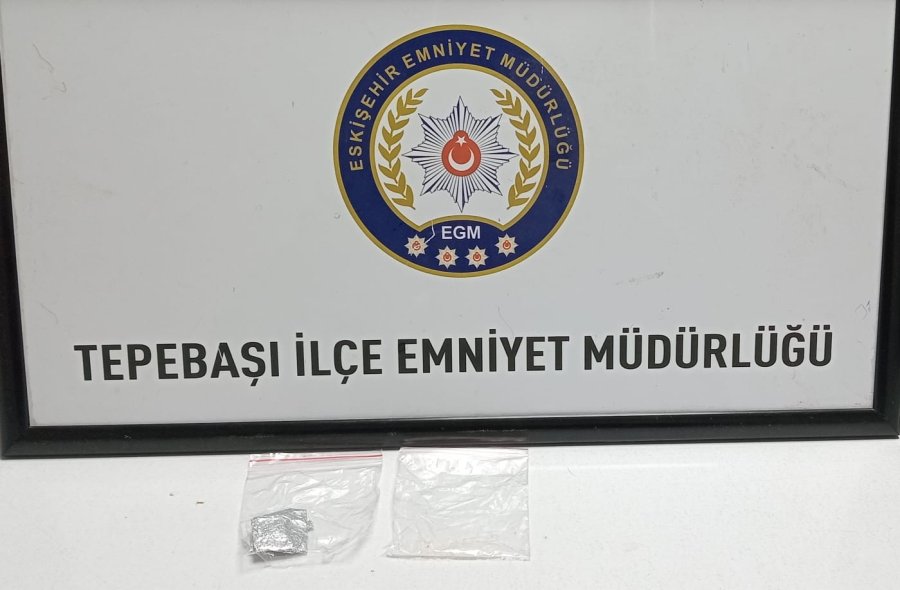 ESKİŞEHİR EMNİYET MÜDÜRLÜĞÜ
EGM
TEPEBAŞI İLÇE EMNİYET MÜDÜRLÜĞÜ